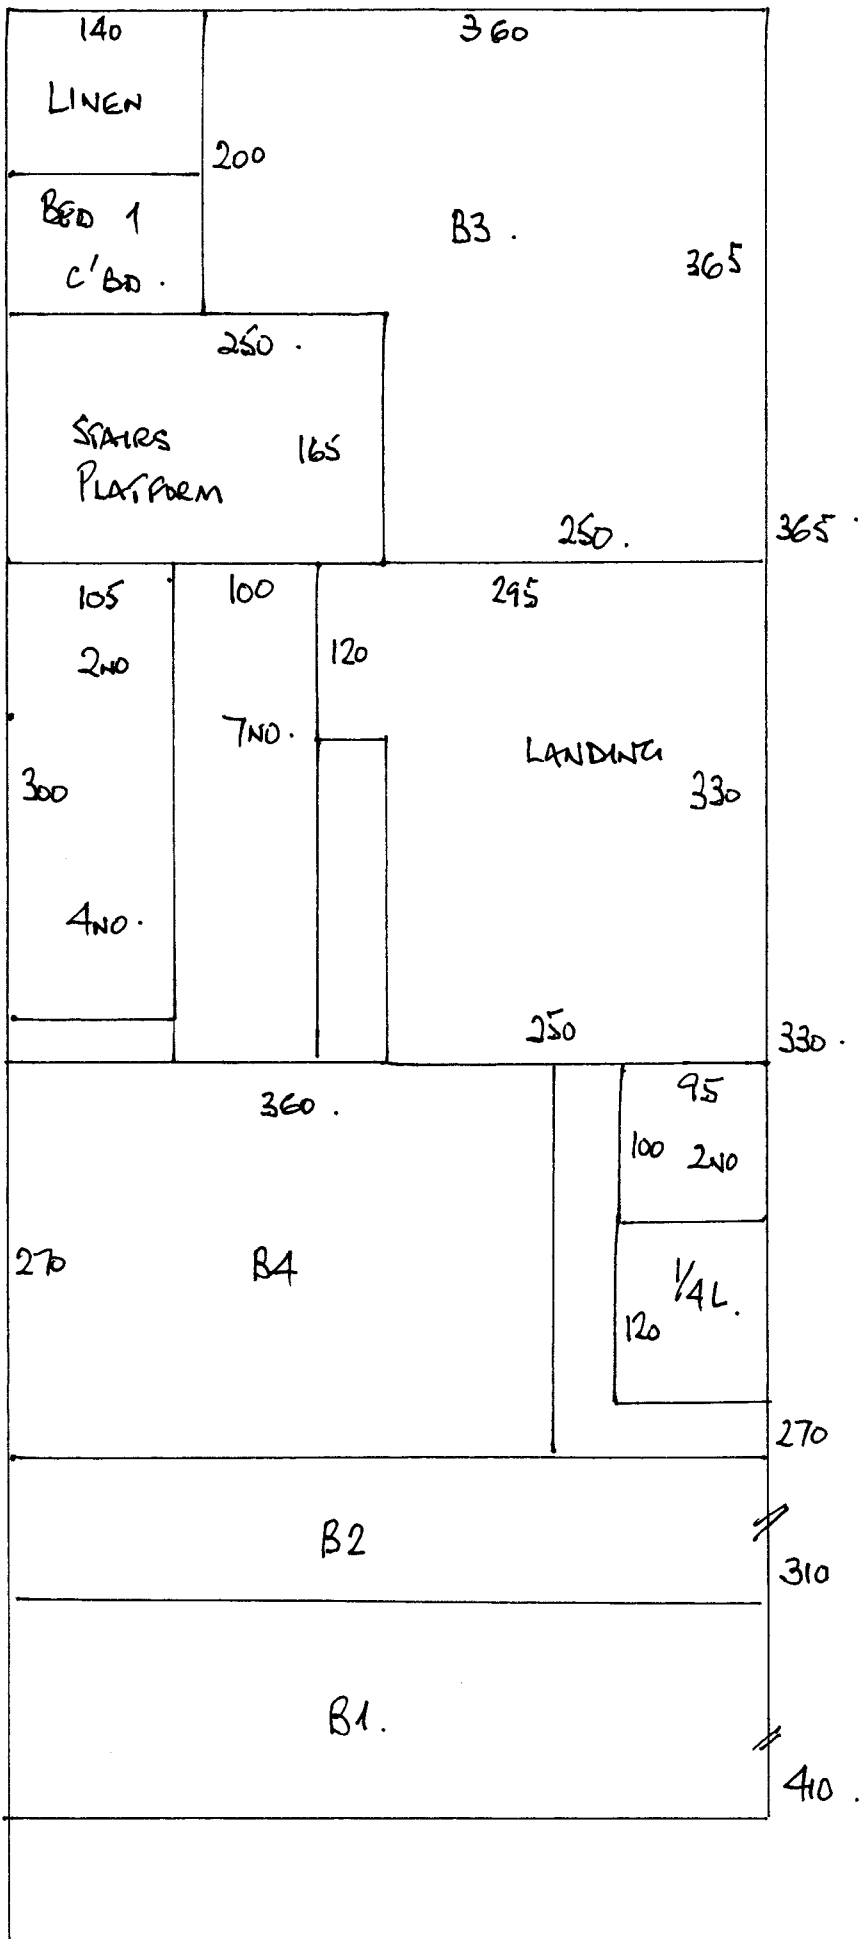 140
360
LINEN
200
BED 1
C'BD.
B3.
365
250.
STAIRS
PLATFORM
165
250.
365.
105
100
295
2NO
120
7NO.
LANDING
300
330
4NO.
250
330.
360.
95
100
2NO
270
B4
1/4 L.
120
270
B2
310
B1.
410.